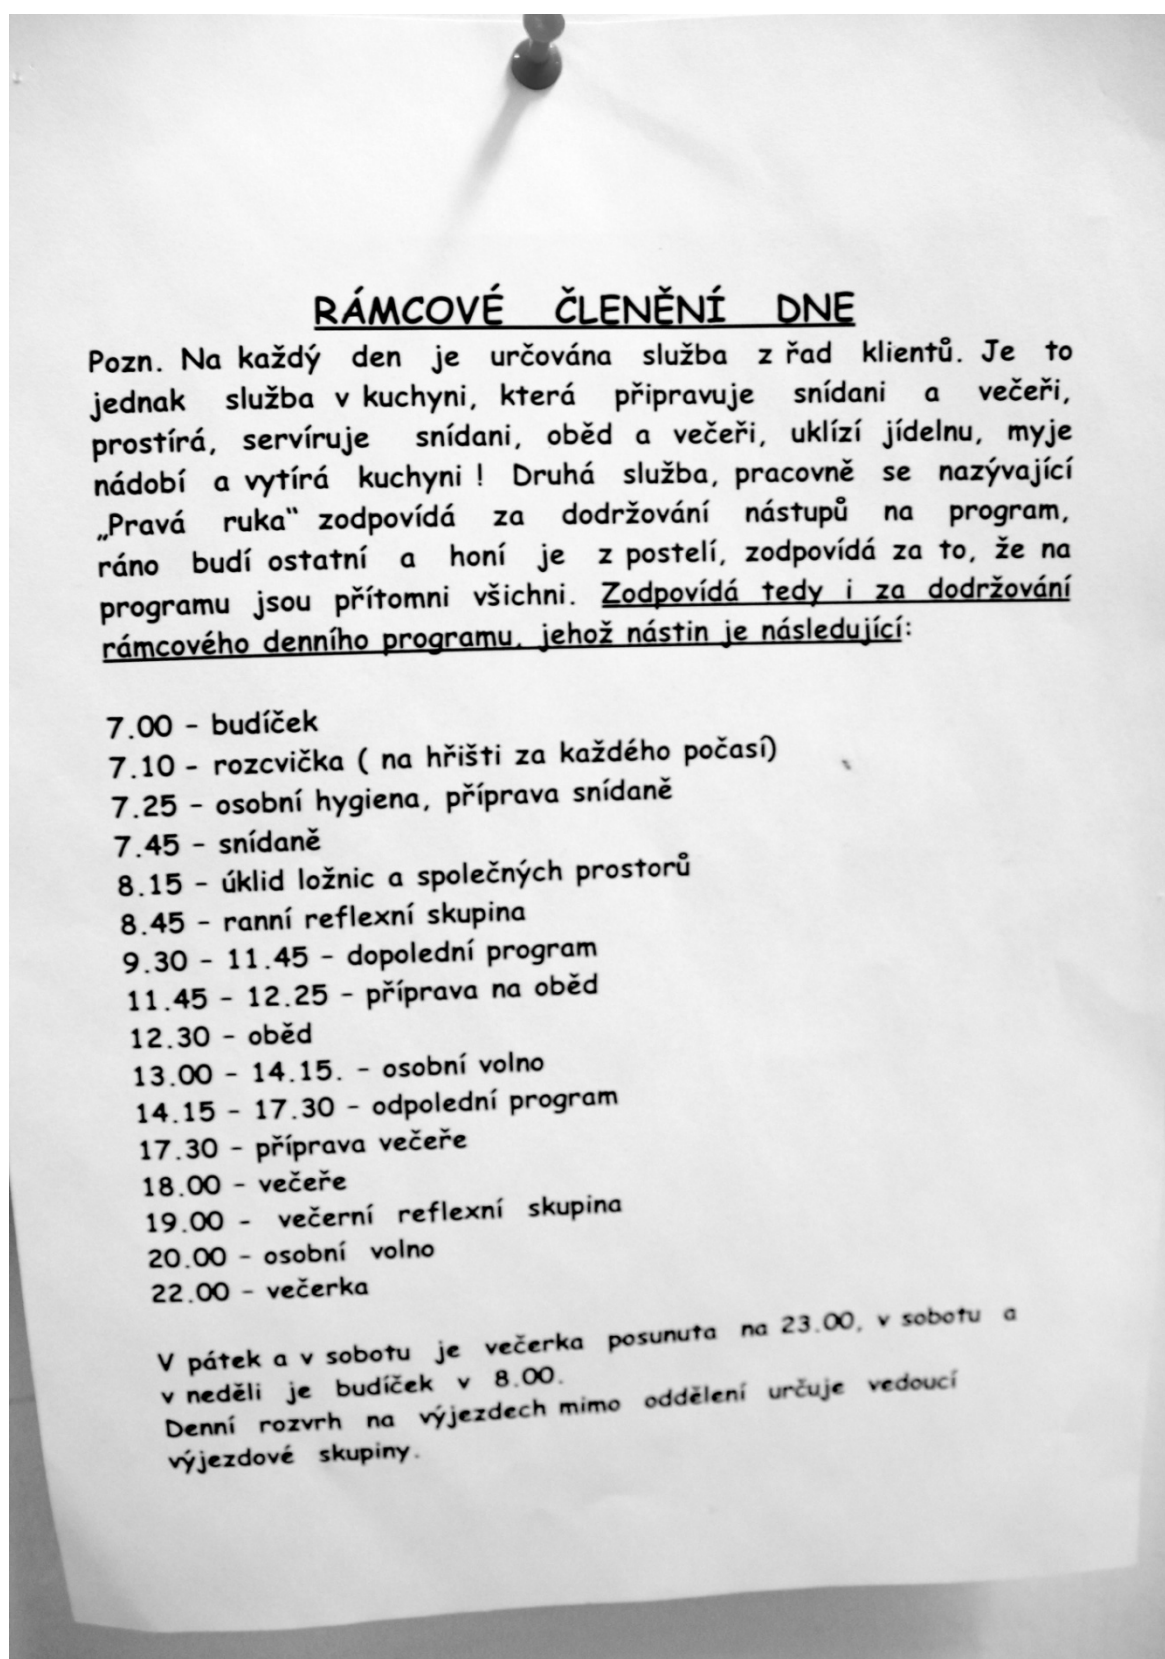 RÁMCOVÉ ČLENĚNÍ DNE
Pozn. Na každý den je určována služba z řad klientů. Je to
jednak služba v kuchyni, která připravuje snídani a večeři,
prostírá, servíruje snídani, oběd a večeři, uklízí jídelnu, myje
nádobí a vytírá kuchyni ! Druhá služba, pracovně se nazývající
„Pravá ruka“ zodpovídá za dodržování nástupů na program,
ráno budí ostatní a honí je z postelí, zodpovídá za to, že na
programu jsou přítomni všichni. Zodpovídá tedy i za dodržování
rámcového denního programu, jehož nástin je následující:
7.00 - budíček
7.10 - rozcvička ( na hřišti za každého počasí)
7.25 - osobní hygiena, příprava snídaně
7.45 - snídaně
8.15 - úklid ložnic a společných prostorů
8.45 - ranní reflexní skupina
9.30 - 11.45 - dopolední program
11.45 - 12.25 - příprava na oběd
12.30 - oběd
13.00 - 14.15. - osobní volno
14.15 - 17.30 - odpolední program
17.30 - příprava večeře
18.00 - večeře
19.00 - večerní reflexní skupina
20.00 - osobní volno
22.00 - večerka
V pátek a v sobotu je večerka posunuta na 23.00, v sobotu a
v neděli je budíček v 8.00.
Denní rozvrh na výjezdech mimo oddělení určuje vedoucí
výjezdové skupiny.